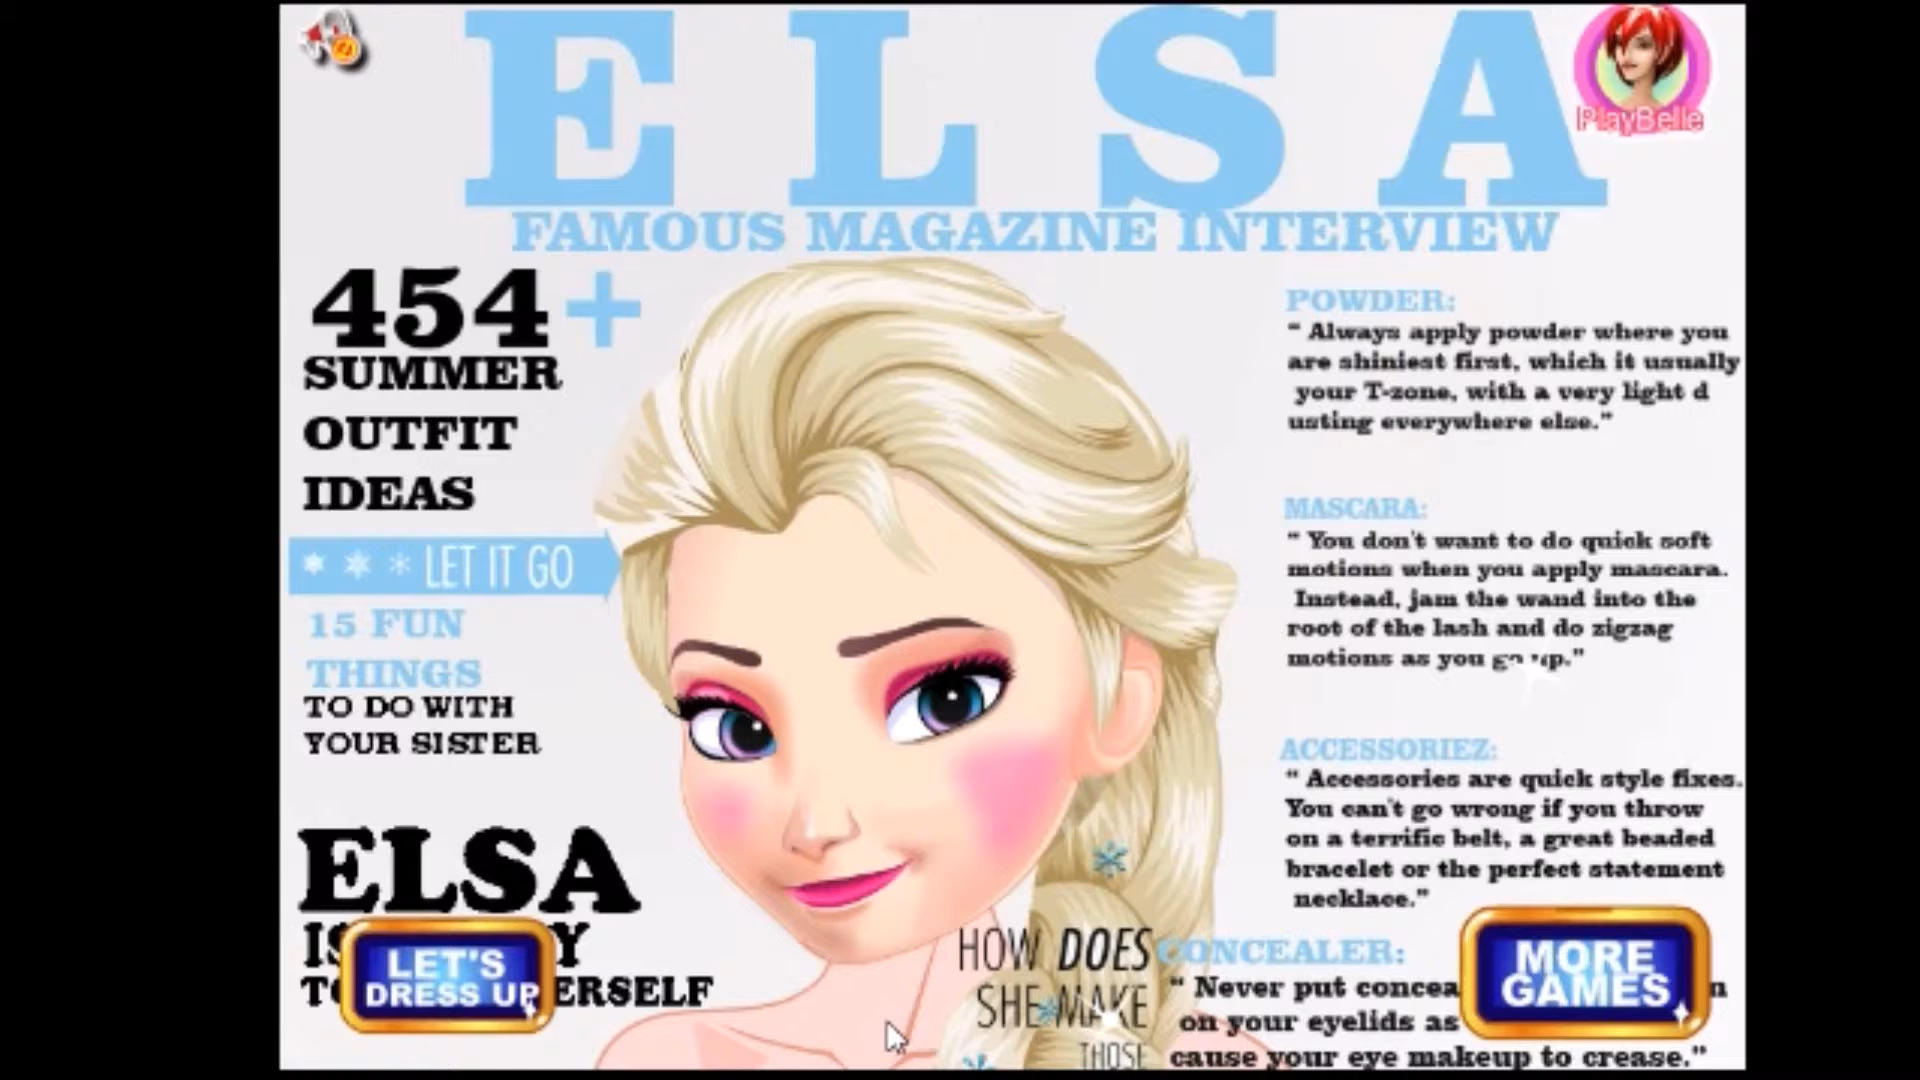 E L S A
FAMOUS MAGAZINE INTERVIEW
PlayBelle
454+
SUMMER
OUTFIT
IDEAS
LET IT GO
15 FUN
THINGS
TO DO WITH
YOUR SISTER
ELSA
LET'S
DRESS UP
POWDER:
“ Always apply powder where you
are shiniest first, which it usually
your T-zone, with a very light d
usting everywhere else.”
MASCARA:
“ You don't want to do quick soft
motions when you apply mascara.
Instead, jam the wand into the
root of the lash and do zigzag
motions as you
ACCESSORIEZ:
“ Accessories are quick style fixes.
You can't go wrong if you throw
on a terrific belt, a great beaded
bracelet or the perfect statement
necklace.”
HOW DOES
SHE MAKE
THOSE
CONCEALER:
“ Never put
on your eyelids as
cause your eye makeup to crease.”
MORE
GAMES